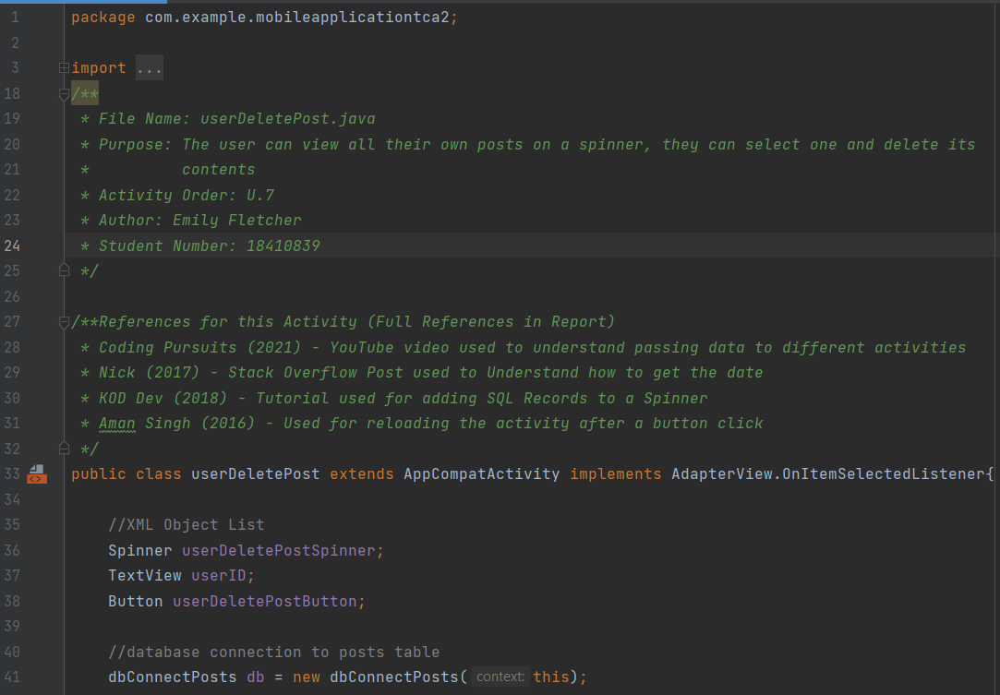 1 package com.example.mobileapplicationtca2;
2
3 import ...
18 /**
19 * File Name: userDeletePost.java
20 * Purpose: The user can view all their own posts on a spinner, they can select one and delete its
21 * contents
22 * Activity Order: U.7
23 * Author: Emily Fletcher
24 * Student Number: 18410839
25 */
26
27 /**References for this Activity (Full References in Report)
28 * Coding Pursuits (2021) - YouTube video used to understand passing data to different activities
29 * Nick (2017) - Stack Overflow Post used to Understand how to get the date
30 * KOD Dev (2018) - Tutorial used for adding SQL Records to a Spinner
31 * Aman Singh (2016) - Used for reloading the activity after a button click
32 */
33 public class userDeletePost extends AppCompatActivity implements AdapterView.OnItemSelectedListener{
34
35 //XML Object List
36 Spinner userDeletePostSpinner;
37 TextView userID;
38 Button userDeletePostButton;
39
40 //database connection to posts table
41 dbConnectPosts db = new dbConnectPosts( context: this);